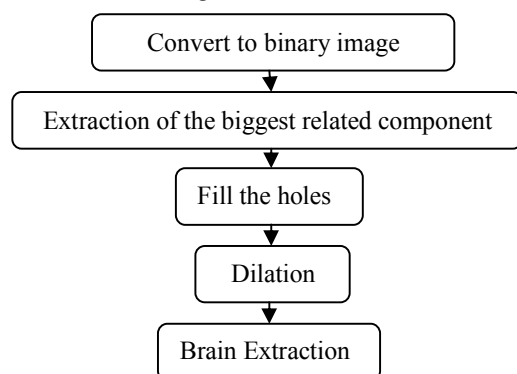 Convert to binary image
Extraction of the biggest related component
Fill the holes
Dilation
Brain Extraction